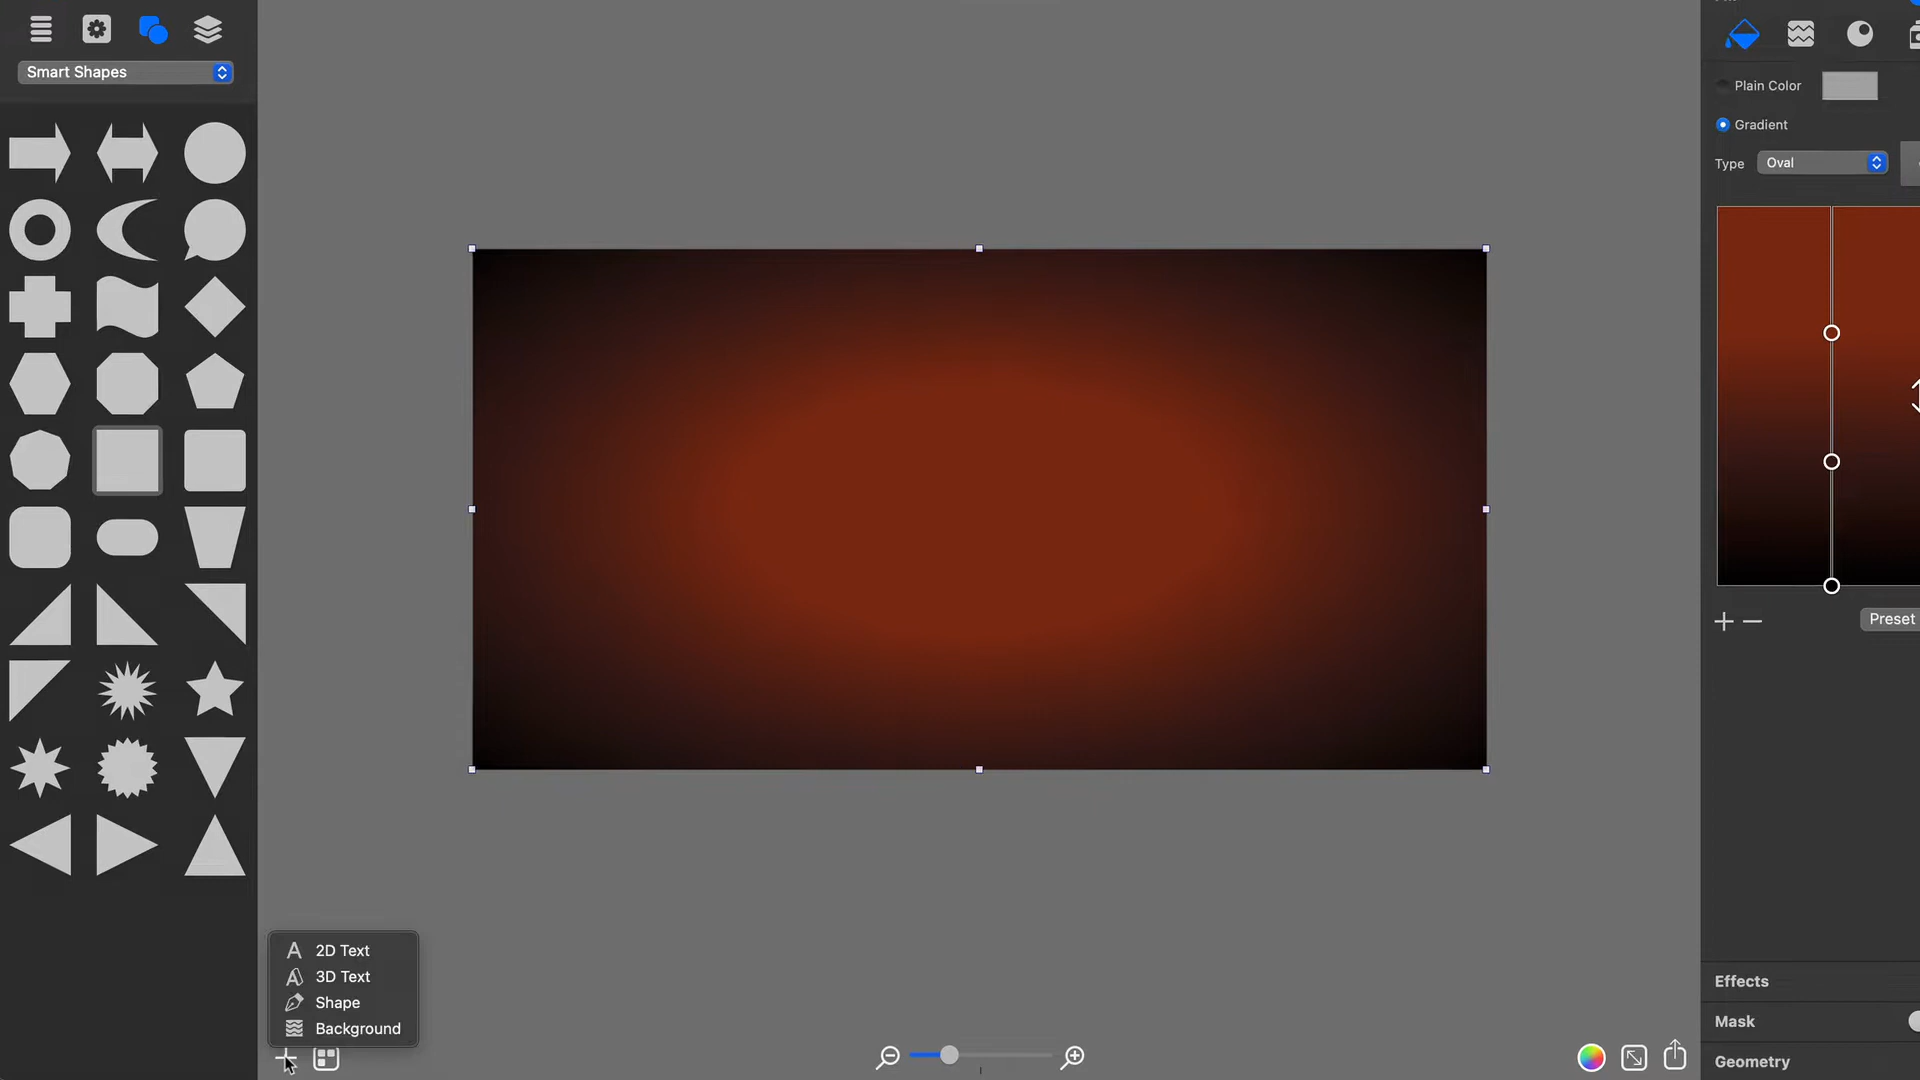 Smart Shapes
Plain Color
Gradient
Type
Oval
Preset
2D Text
3D Text
Shape
Background
Effects
Mask
Geometry